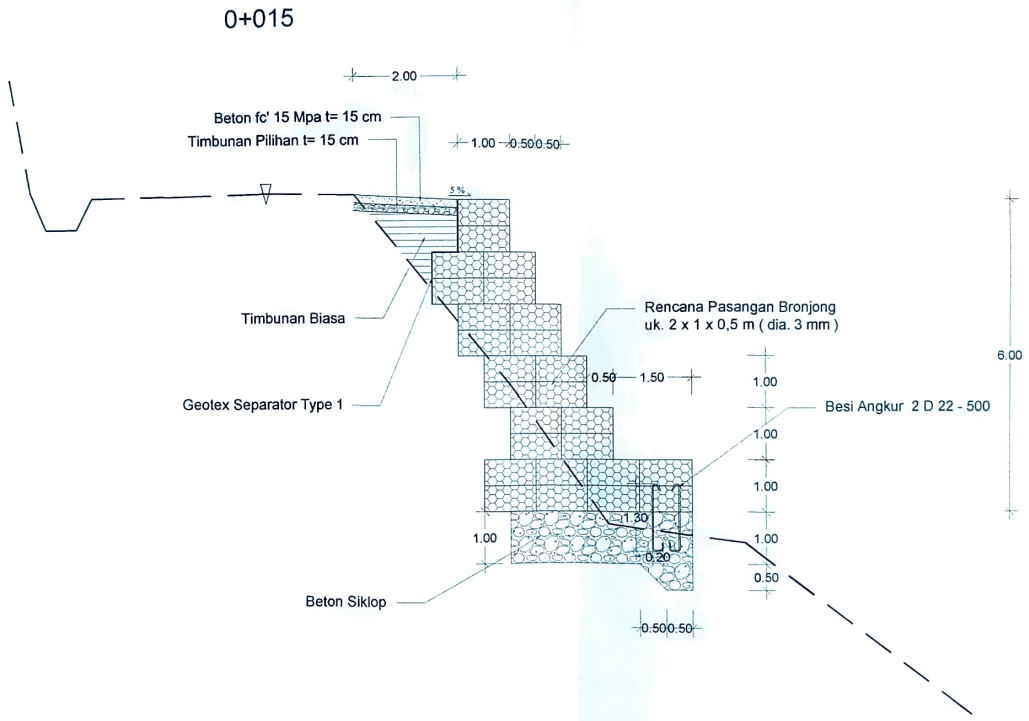 0+015
2.00
Beton fc' 15 Mpa t= 15 cm
Timbunan Pilihan t= 15 cm
1.00
0.50
0.50
5%
Timbunan Biasa
Rencana Pasangan Bronjong
uk. 2 x 1 x 0,5 m ( dia. 3 mm )
6.00
0.50
1.50
1.00
Geotex Separator Type 1
Besi Angkur 2 D 22 - 500
1.00
1.00
1.30
1.00
1.00
0.20
0.50
Beton Siklop
0.50
0.50